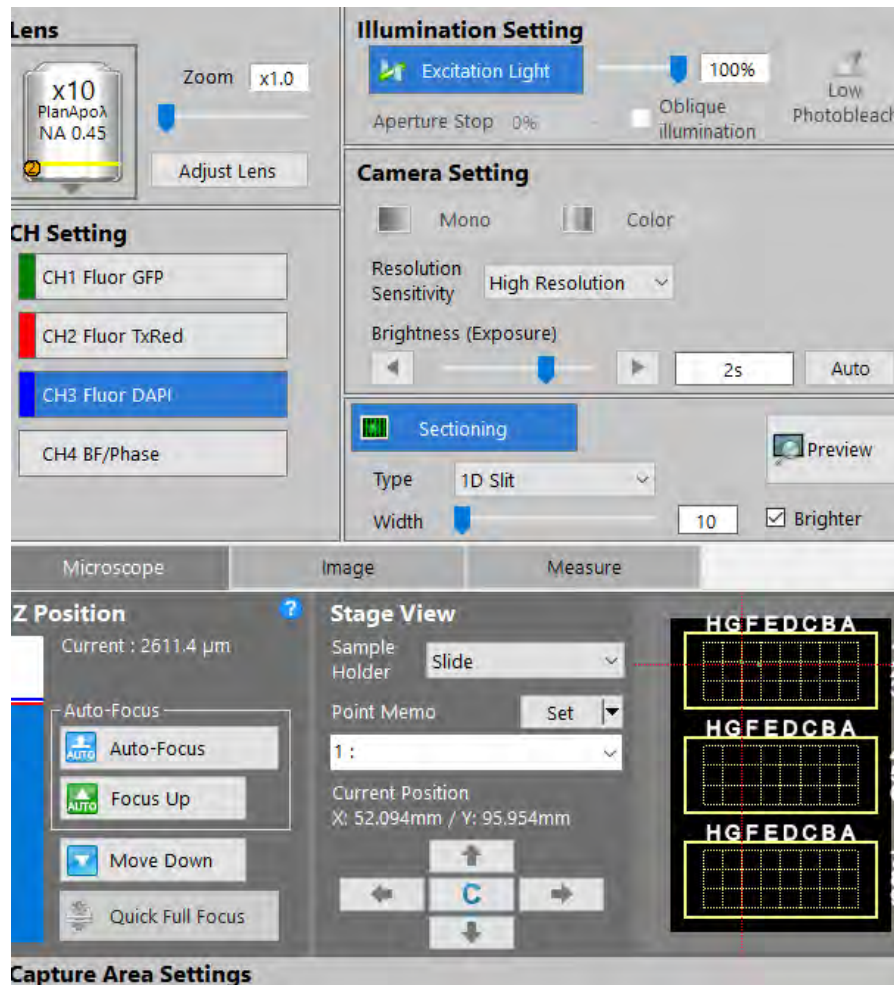 Lens
x10
PlanApoλ
NA 0.45
2
Zoom x1.0
Adjust Lens
Illumination Setting
Excitation Light 100%
Low
Photobleach
Aperture Stop 0%
Oblique
illumination
CH Setting
CH1 Fluor GFP
CH2 Fluor TxRed
CH3 Fluor DAPI
CH4 BF/Phase
Camera Setting
Mono Color
Resolution
Sensitivity
High Resolution
Brightness (Exposure)
2s Auto
Sectioning
Preview
Type 1D Slit
Width 10 Brighter
Microscope Image Measure
Z Position ?
Current : 2611.4 µm
Auto-Focus
AUTO Auto-Focus
AUTO Focus Up
Move Down
Quick Full Focus
Stage View
Sample
Holder
Slide
Point Memo Set
1 :
Current Position
X: 52.094mm / Y: 95.954mm
C
HGFEDCBA
HGFEDCBA
HGFEDCBA
Capture Area Settings